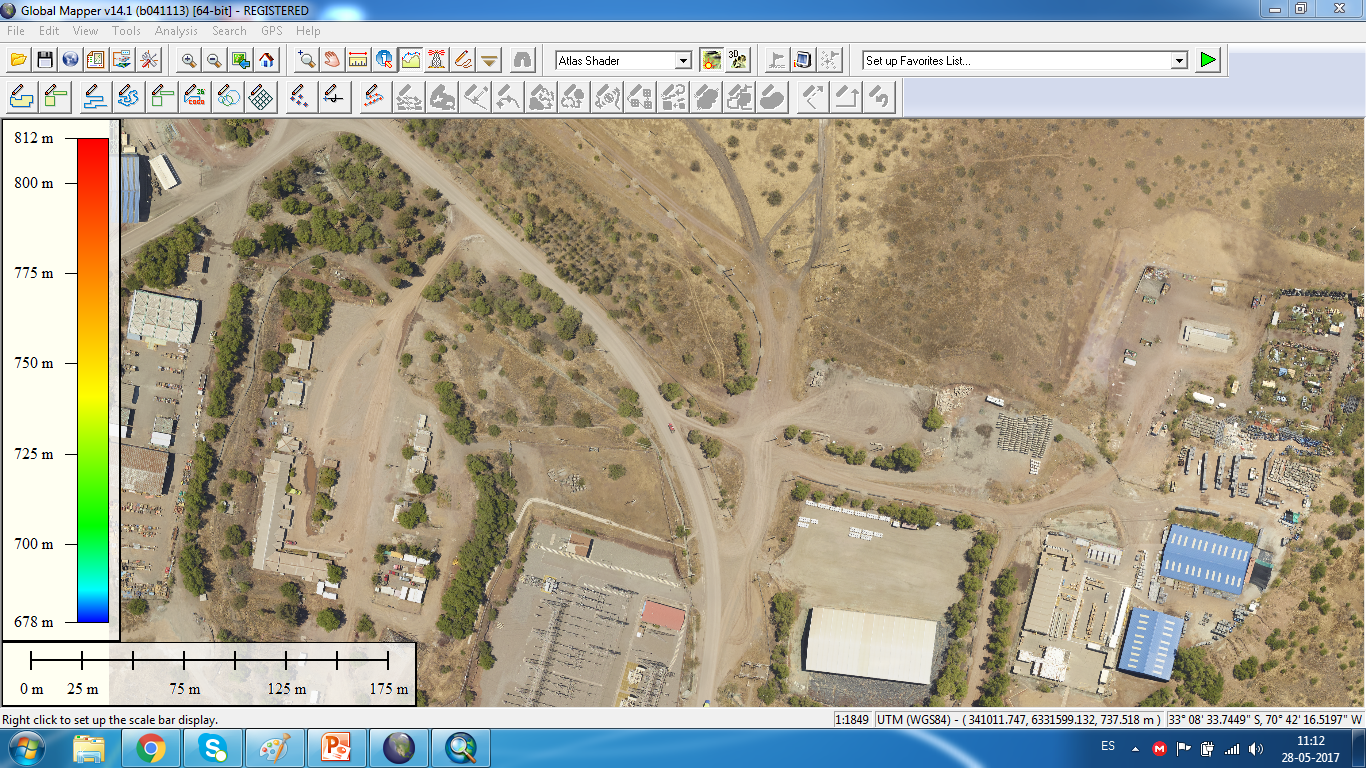 Global Mapper v14.1 (b041113) [64-bit] - REGISTERED
File Edit View Tools Analysis Search GPS Help
Atlas Shader
3D
Set up Favorites List...
812 m
800 m
775 m
750 m
725 m
700 m
678 m
0 m 25 m 75 m 125 m 175 m
Right click to set up the scale bar display.
1:1849 UTM (WGS84) - ( 341011.747, 6331599.132, 737.518 m ) 33° 08' 33.7449" S, 70° 42' 16.5197" W
ES
11:12
28-05-2017